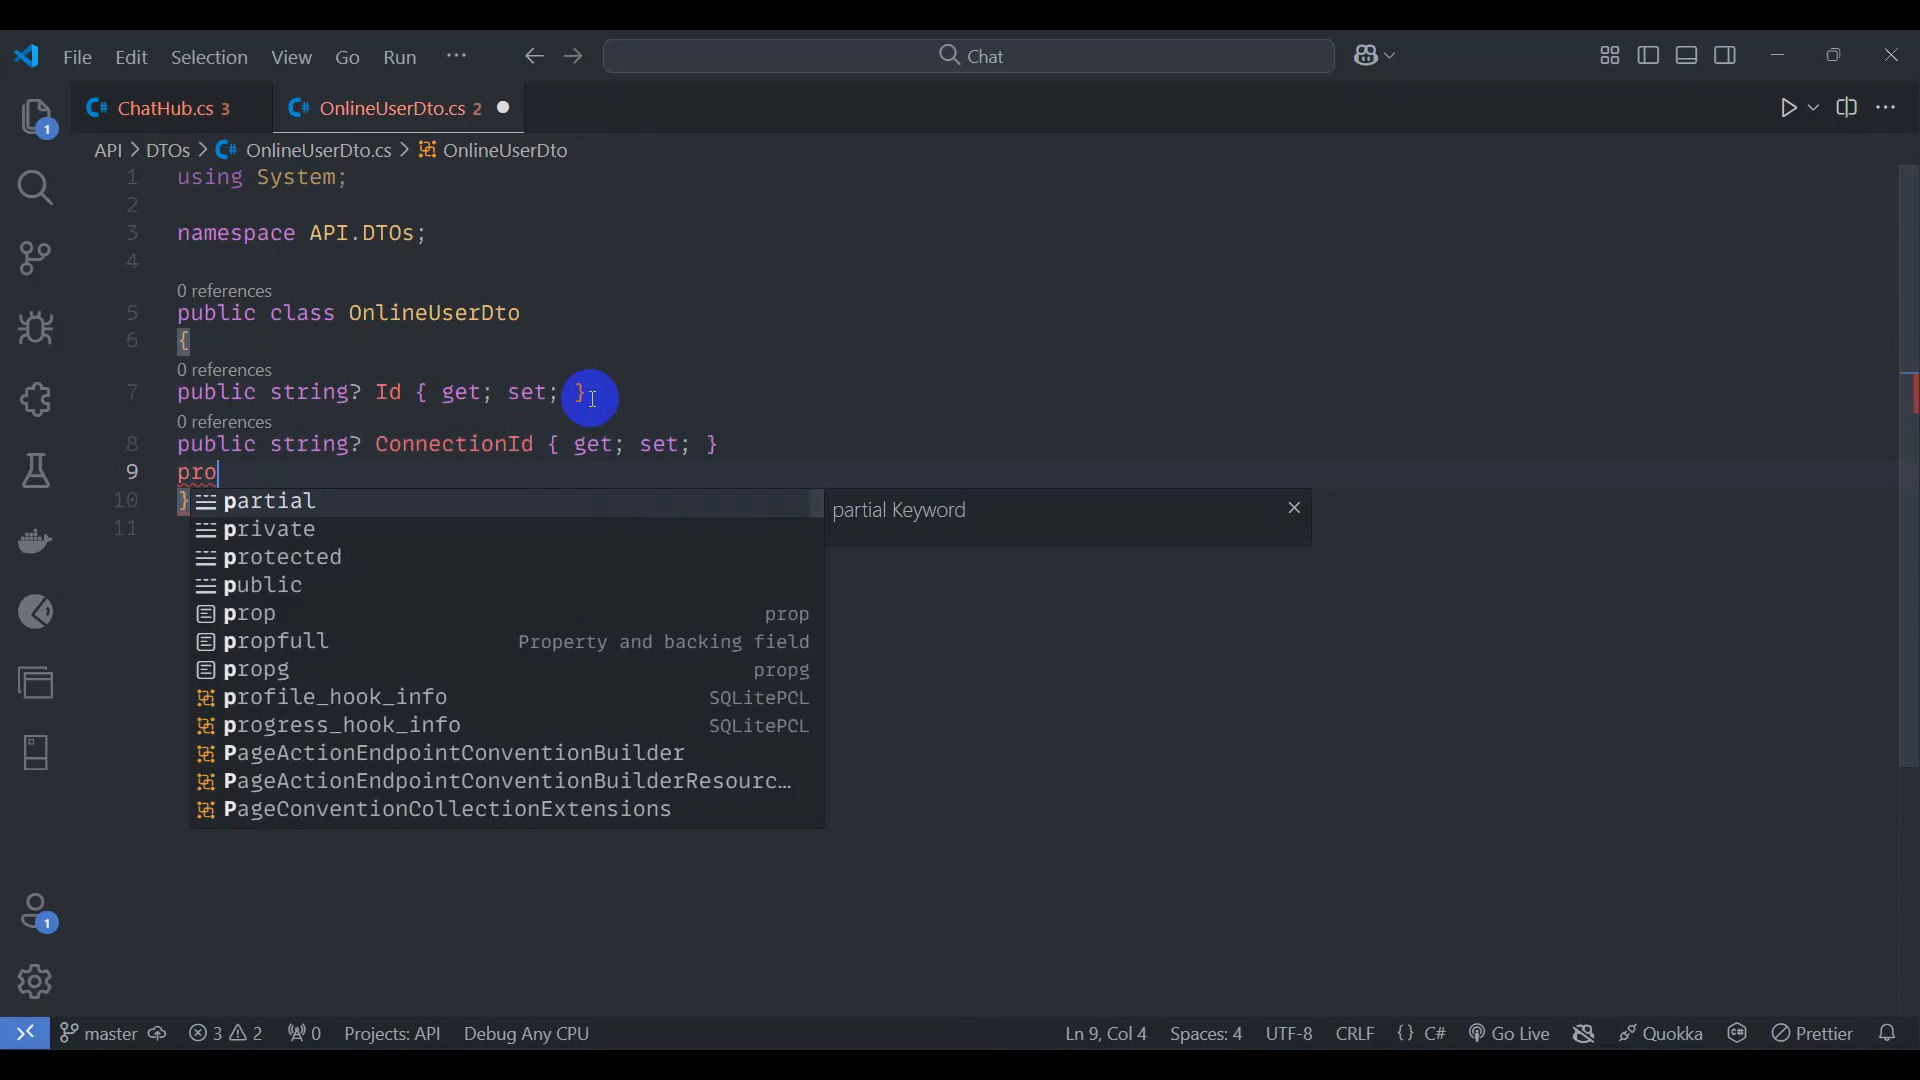 File Edit Selection View Go Run ··· Chat
ChatHub.cs 3 OnlineUserDto.cs 2
API > DTOs > OnlineUserDto.cs > OnlineUserDto
1 using System;
2
3 namespace API.DTOs;
4
0 references
5 public class OnlineUserDto
6 {
0 references
7 public string? Id { get; set; }
0 references
8 public string? ConnectionId { get; set; }
9 pro
10 }
11
partial
partial Keyword
private
protected
public
prop prop
propfull Property and backing field
propg propg
profile_hook_info SQLitePCL
progress_hook_info SQLitePCL
PageActionEndpointConventionBuilder
PageActionEndpointConventionBuilderResourc…
PageConventionCollectionExtensions
1
1
master 3 2 0 Projects: API Debug Any CPU Ln 9, Col 4 Spaces: 4 UTF-8 CRLF {} C# Go Live Quokka Prettier